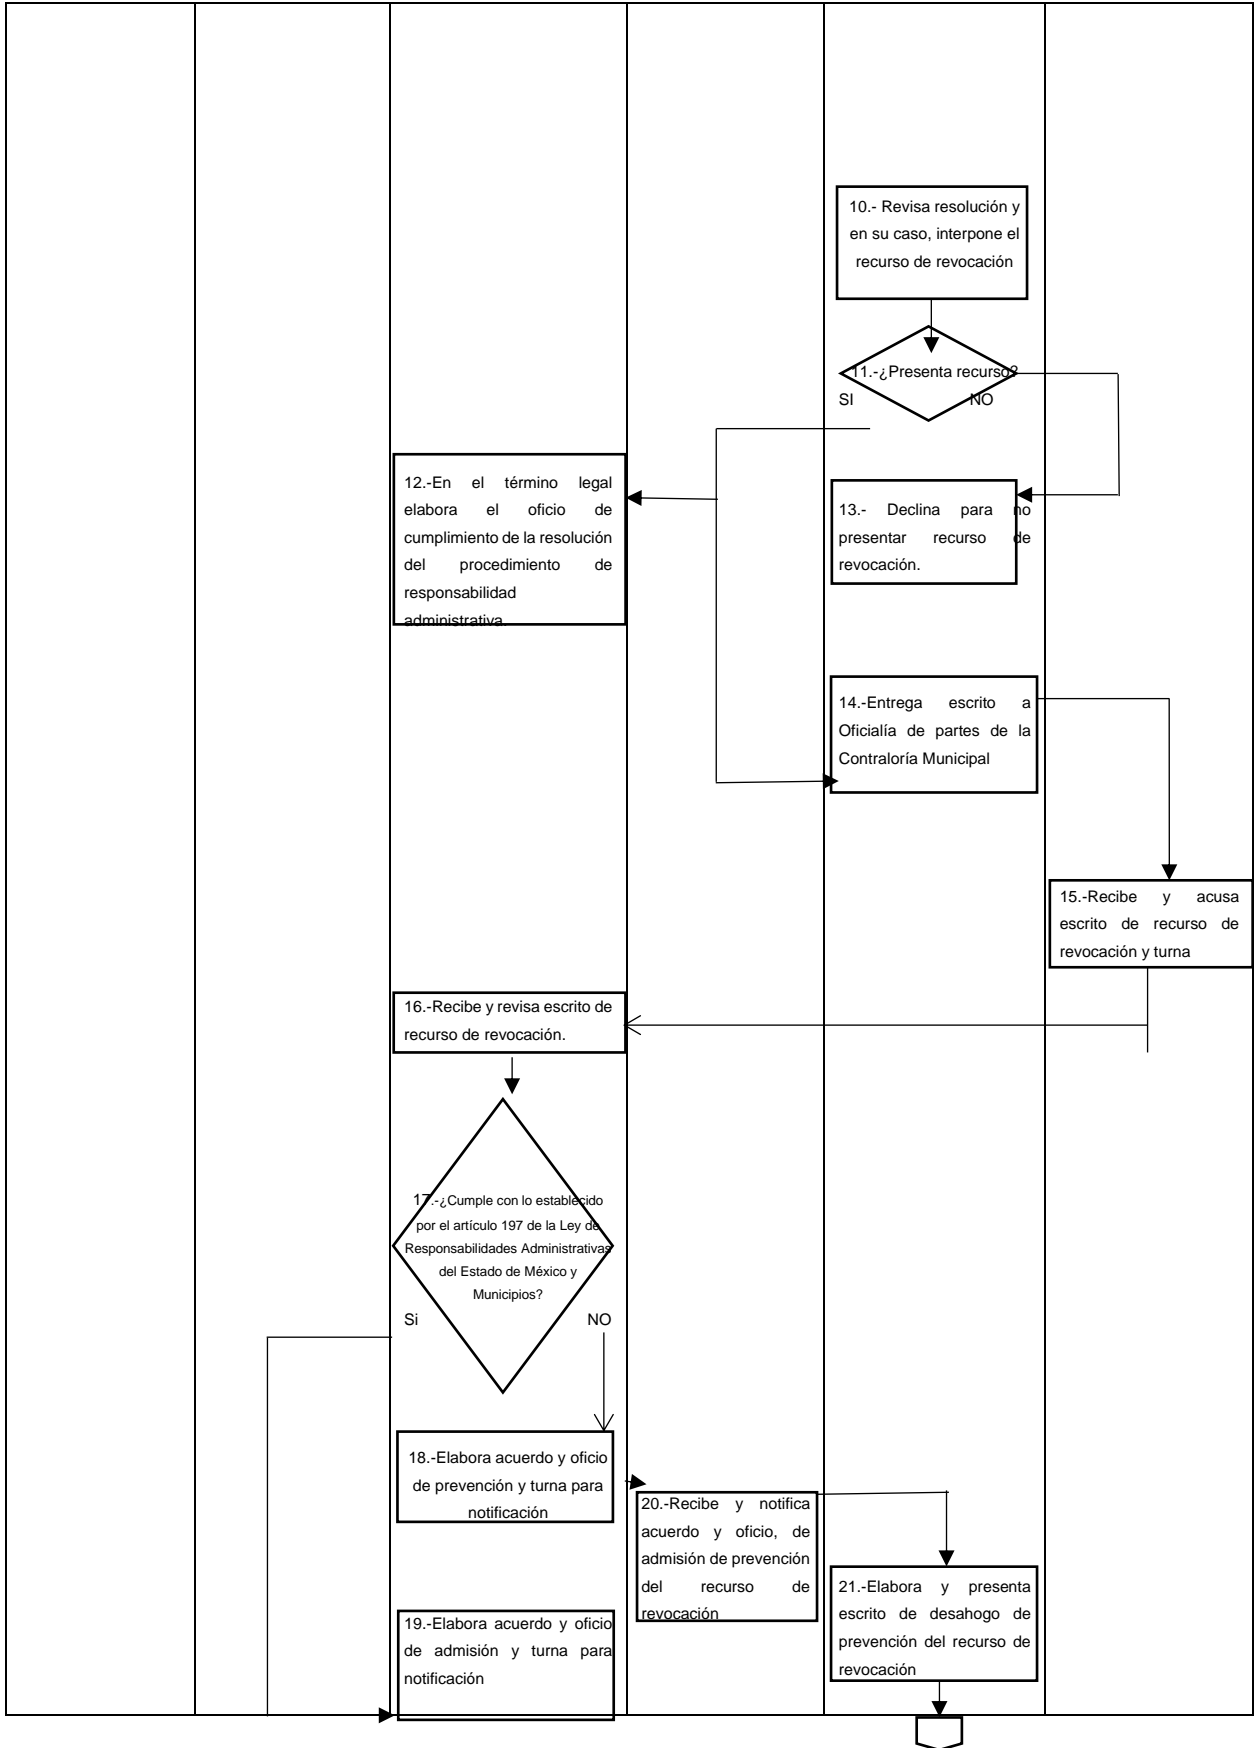 10.- Revisa resolución y
en su caso, interpone el
recurso de revocación
11.-¿Presenta recurso?
SI
NO
12.-En el término legal
elabora el oficio de
cumplimiento de la resolución
del procedimiento de
responsabilidad
administrativa.
13.- Declina para no
presentar recurso de
revocación.
14.-Entrega escrito a
Oficialía de partes de la
Contraloría Municipal
15.-Recibe y acusa
escrito de recurso de
revocación y turna
16.-Recibe y revisa escrito de
recurso de revocación.
17.-¿Cumple con lo establecido
por el artículo 197 de la Ley de
Responsabilidades Administrativas
del Estado de México y
Municipios?
Si
NO
18.-Elabora acuerdo y oficio
de prevención y turna para
notificación
19.-Elabora acuerdo y oficio
de admisión y turna para
notificación
20.-Recibe y notifica
acuerdo y oficio, de
admisión de prevención
del recurso de
revocación
21.-Elabora y presenta
escrito de desahogo de
prevención del recurso de
revocación